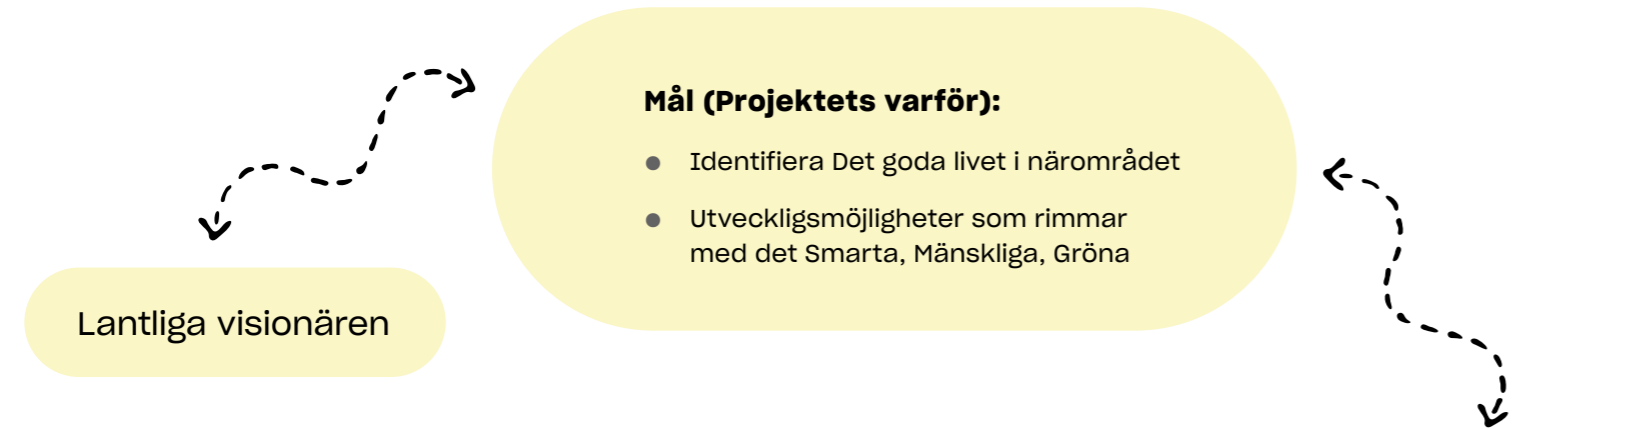 Mål (Projektets varför):
● Identifiera Det goda livet i närområdet
● Utveckligsmöjligheter som rimmar
med det Smarta, Mänskliga, Gröna
Lantliga visionären